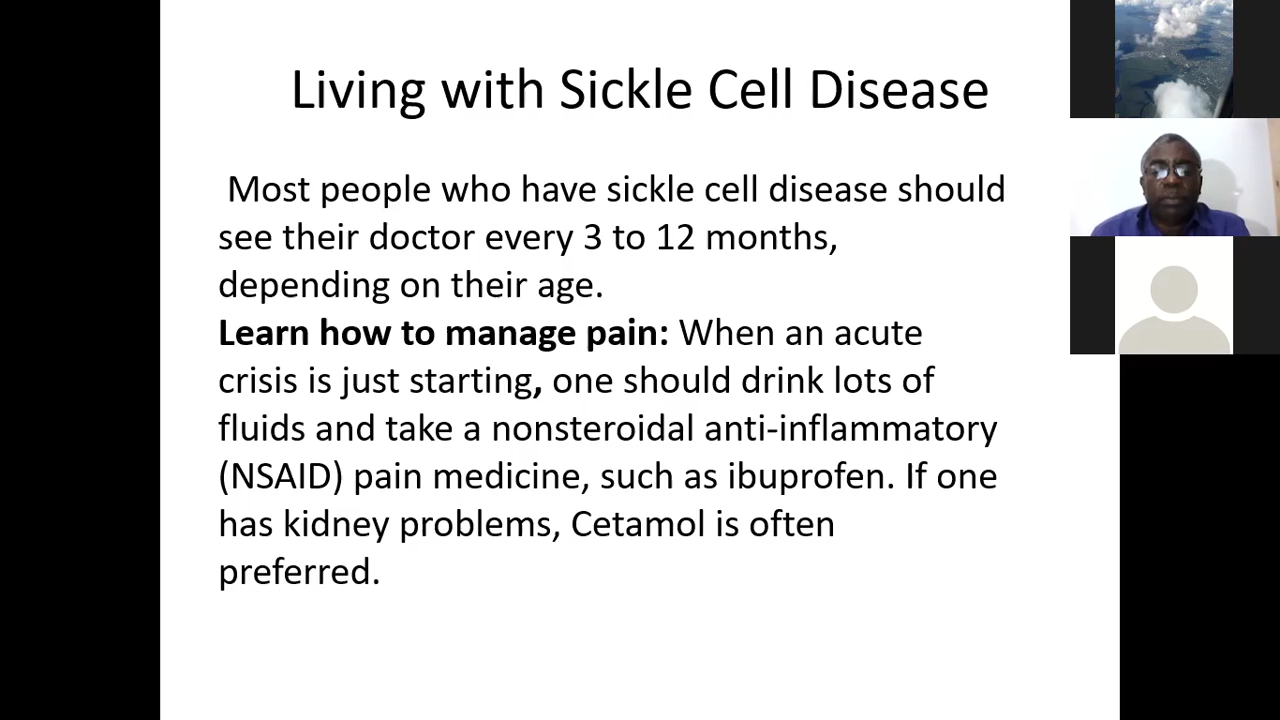 Living with Sickle Cell Disease
Most people who have sickle cell disease should
see their doctor every 3 to 12 months,
depending on their age.
Learn how to manage pain: When an acute
crisis is just starting, one should drink lots of
fluids and take a nonsteroidal anti-inflammatory
(NSAID) pain medicine, such as ibuprofen. If one
has kidney problems, Cetamol is often
preferred.